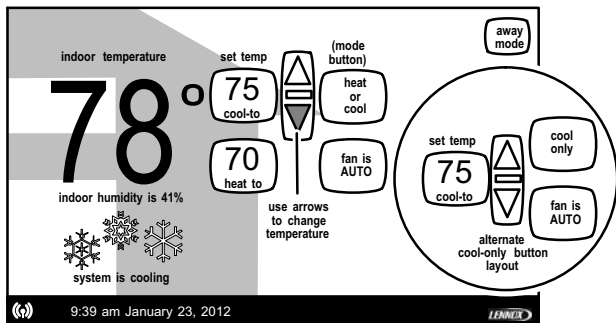 away
mode
indoor temperature
set temp
(mode
button)
78°
75
cool-to
heat
or
cool
70
heat to
fan is
AUTO
indoor humidity is 41%
use arrows
to change
temperature
system is cooling
set temp
75
cool-to
cool
only
fan is
AUTO
alternate
cool-only button
layout
9:39 am January 23, 2012
LENNOX